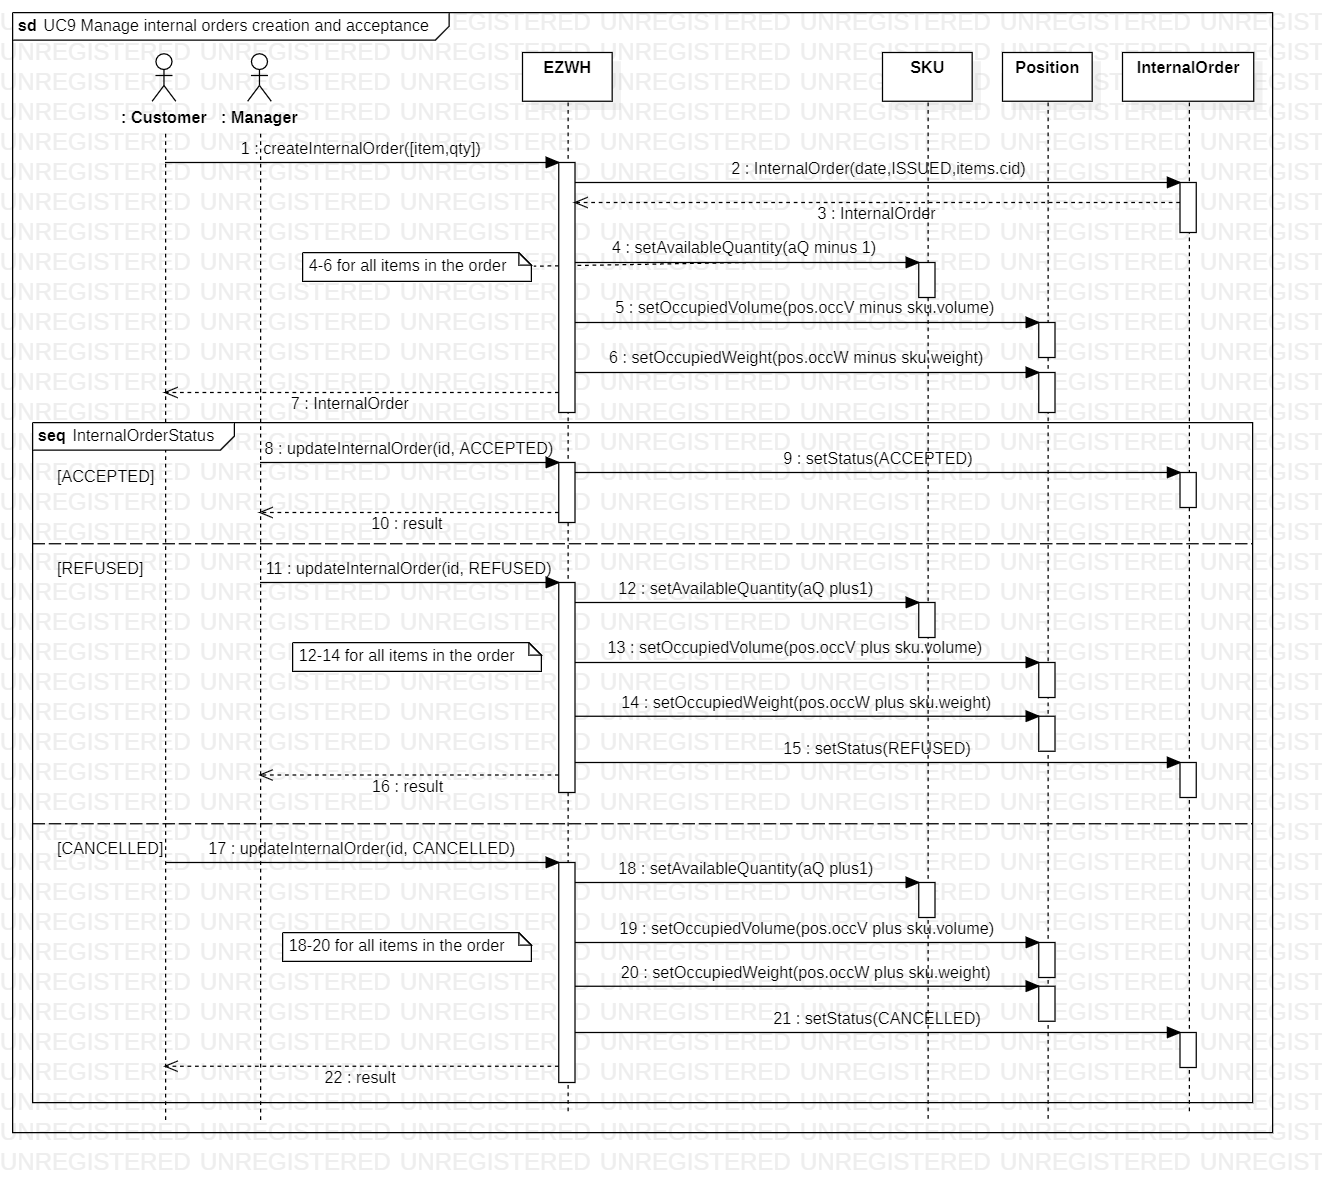 sd UC9 Manage internal orders creation and acceptance
: Customer
: Manager
EZWH
SKU
Position
InternalOrder
1 : createInternalOrder([item,qty])
2 : InternalOrder(date,ISSUED,items.cid)
3 : InternalOrder
4 : setAvailableQuantity(aQ minus 1)
4-6 for all items in the order
5 : setOccupiedVolume(pos.occV minus sku.volume)
6 : setOccupiedWeight(pos.occW minus sku.weight)
7 : InternalOrder
seq InternalOrderStatus
8 : updateInternalOrder(id, ACCEPTED)
9 : setStatus(ACCEPTED)
[ACCEPTED]
10 : result
[REFUSED]
11 : updateInternalOrder(id, REFUSED)
12 : setAvailableQuantity(aQ plus1)
13 : setOccupiedVolume(pos.occV plus sku.volume)
12-14 for all items in the order
14 : setOccupiedWeight(pos.occW plus sku.weight)
15 : setStatus(REFUSED)
16 : result
[CANCELLED]
17 : updateInternalOrder(id, CANCELLED)
18 : setAvailableQuantity(aQ plus1)
19 : setOccupiedVolume(pos.occV plus sku.volume)
18-20 for all items in the order
20 : setOccupiedWeight(pos.occW plus sku.weight)
21 : setStatus(CANCELLED)
22 : result
UNREGISTERED UNREGISTERED UNREGISTERED UNREGISTERED UNREGISTERED UNREGISTERED UNREGIST